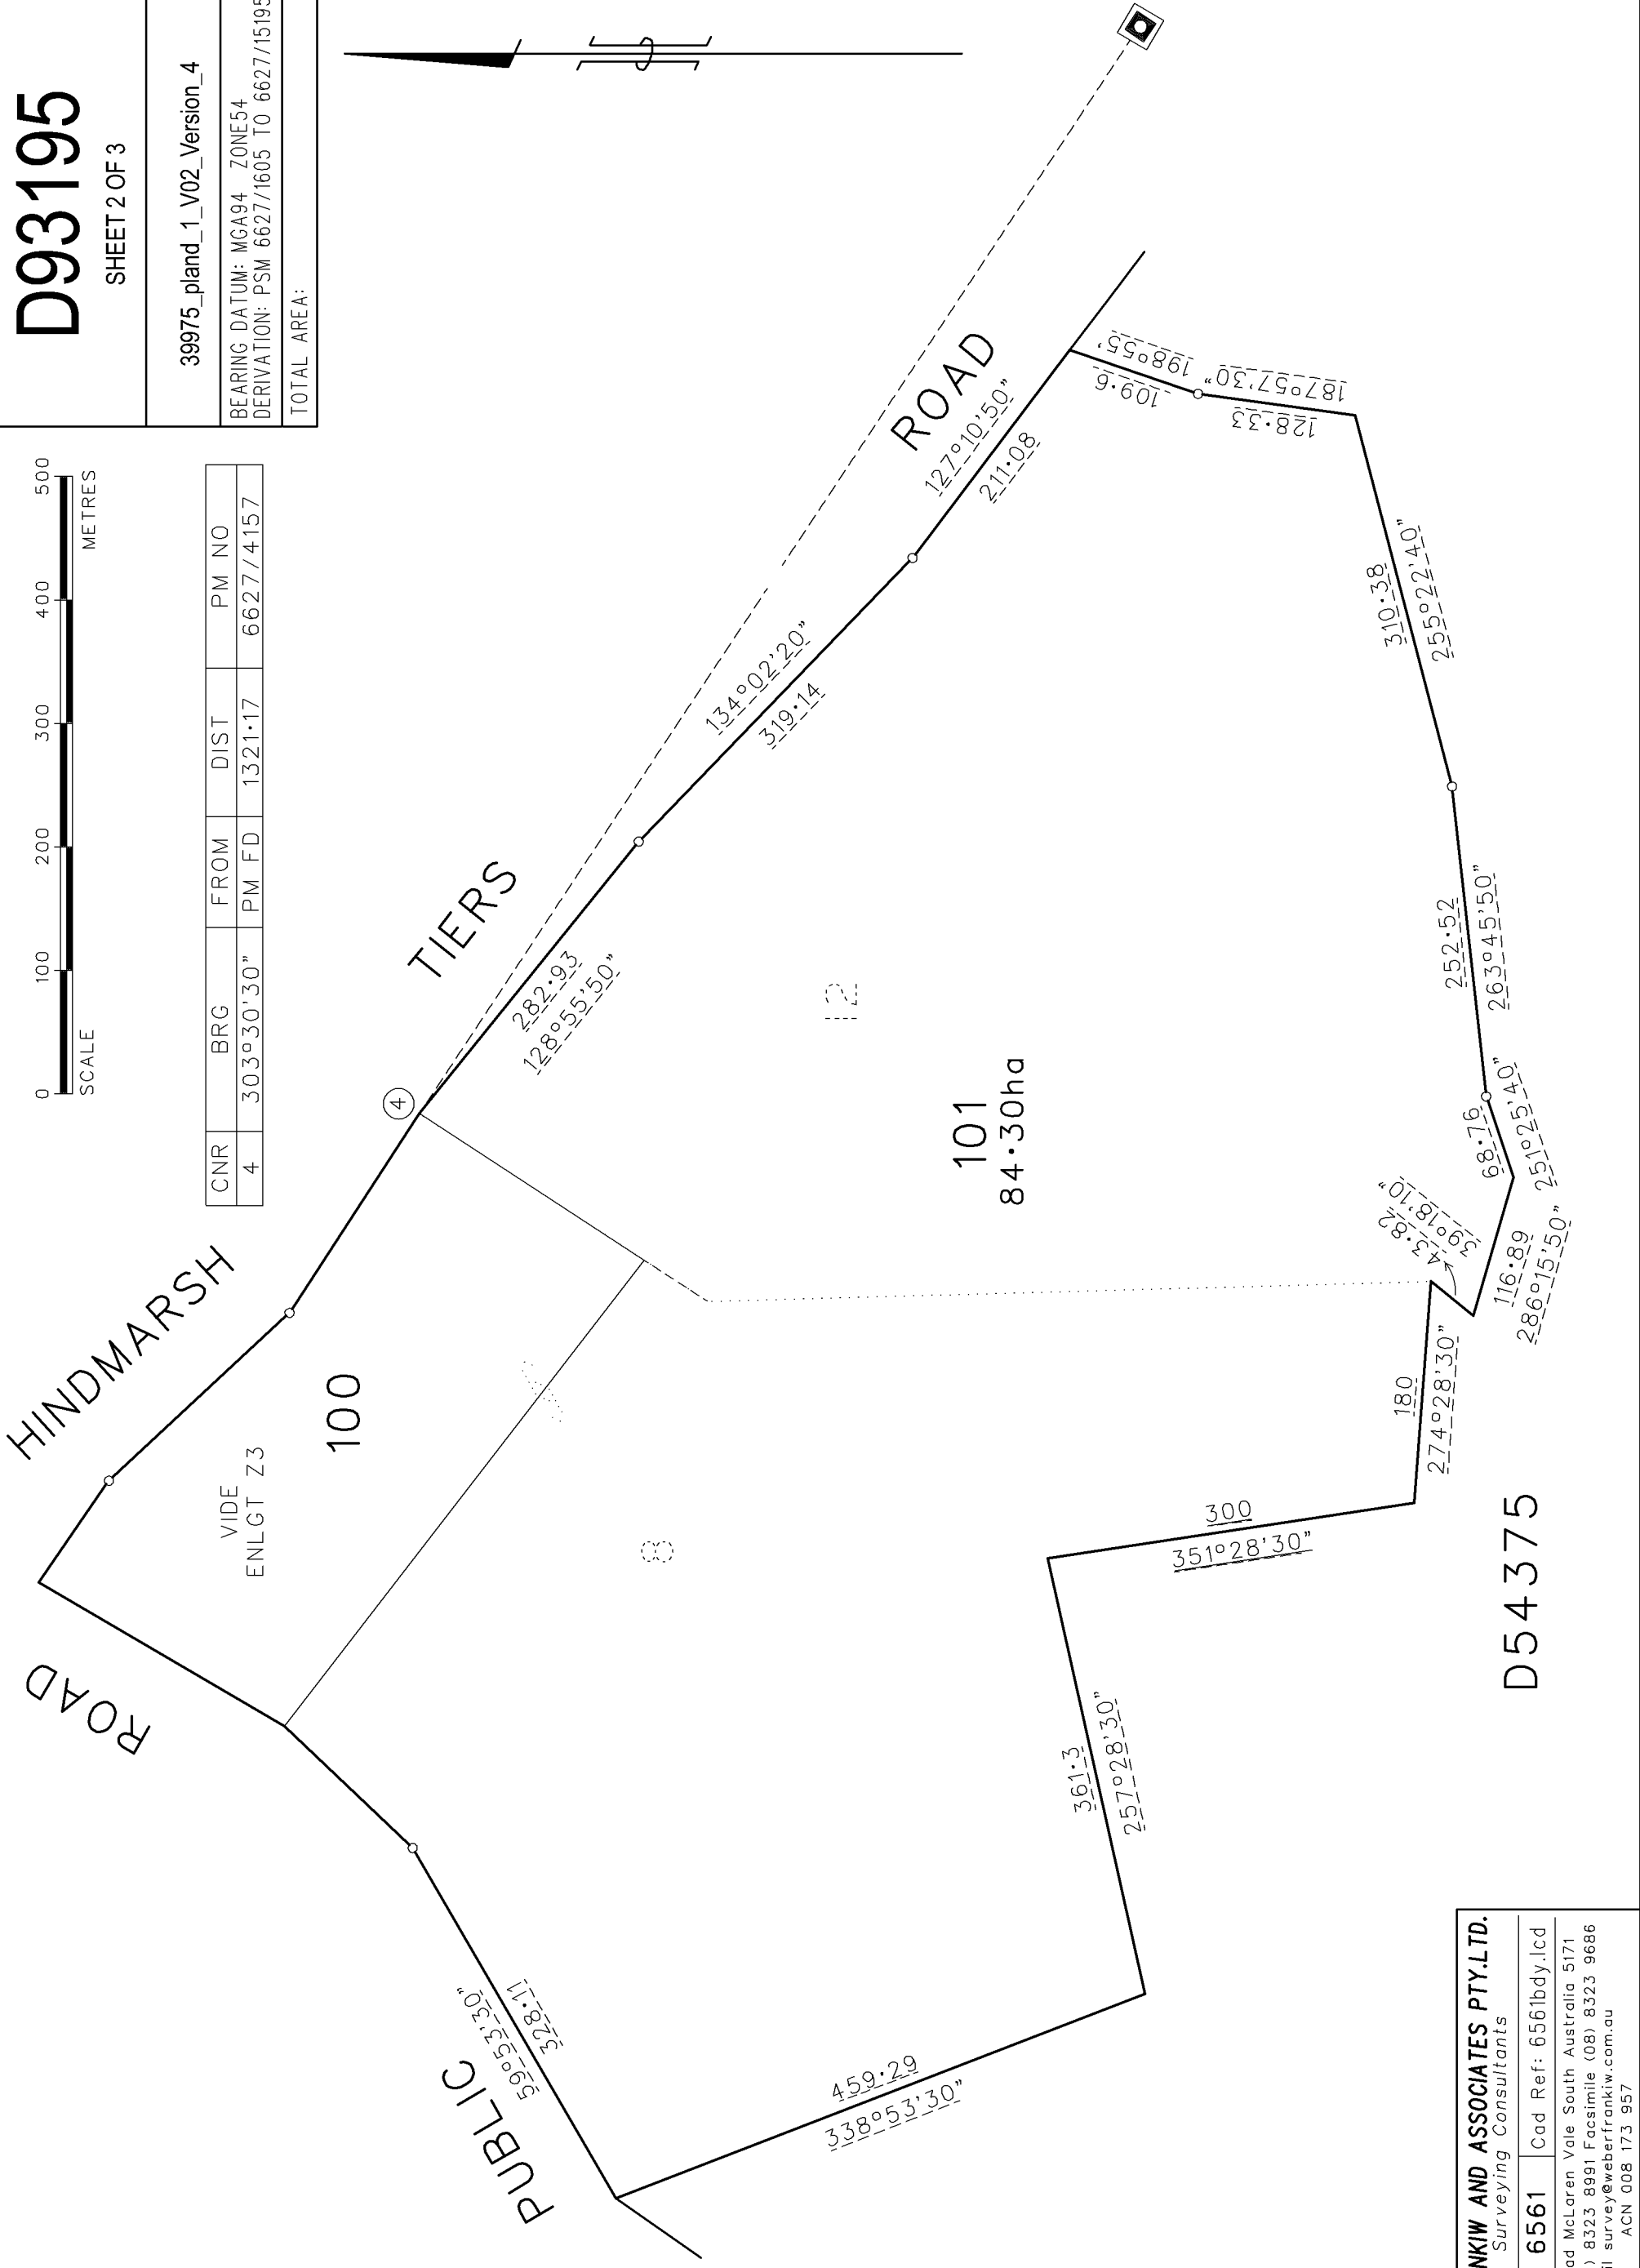 D93195
SHEET 2 OF 3
39975_pland_1_V02_Version_4
BEARING DATUM: MGA94 ZONE54
DERIVATION: PSM 6627/1605 TO 6627/15195
TOTAL AREA:
0 100 200 300 400 500
SCALE METRES
CNR BRG FROM DIST PM NO
4 303°30'30" PM FD 1321·17 6627/4157
HINDMARSH
TIERS
ROAD
PUBLIC
ROAD
VIDE
ENLGT Z3
100
4
282·93
128°55'50"
134°02'20"
319·14
127°10'50"
211·08
198°55'
109·6
187°57'30"
128·33
310·38
255°22'40"
252·52
263°45'50"
68·76
251°25'40"
116·89
286°15'50"
43·82
39°18'10"
180
274°28'30"
300
351°28'30"
361·3
257°28'30"
459·29
338°53'30"
59°53'30"
328·11
12
8
101
84·30ha
D54375
NKIW AND ASSOCIATES PTY.LTD.
Surveying Consultants
6561 Cad Ref: 6561bdy.lcd
ad McLaren Vale South Australia 5171
) 8323 8991 Facsimile (08) 8323 9686
il survey@weberfrankiw.com.au
ACN 008 173 957